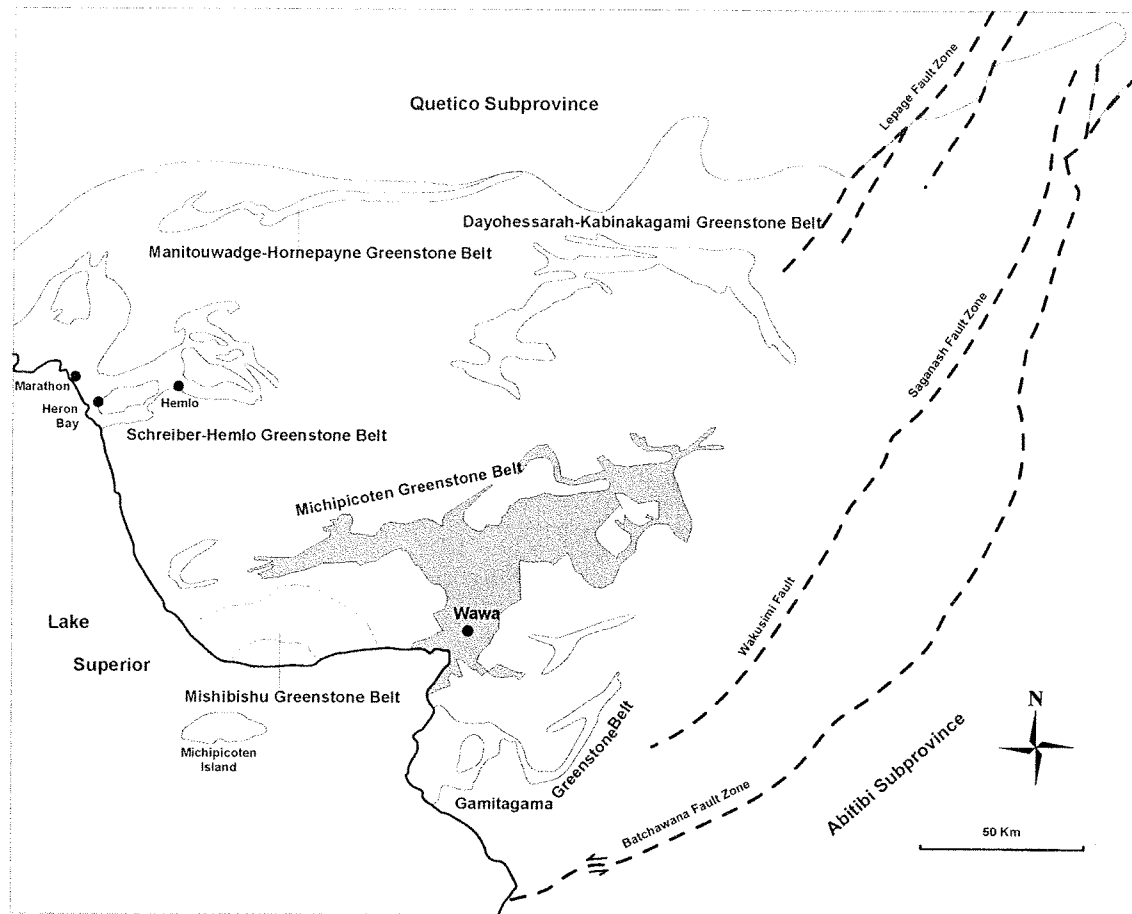 Lepage Fault Zone
Quetico Subprovince
Dayohessarah-Kabinakagami Greenstone Belt
Manitouwadge-Hornepayne Greenstone Belt
Saganash Fault Zone
Marathon
Heron
Bay
Hemlo
Schreiber-Hemlo Greenstone Belt
Michipicoten Greenstone Belt
Wawa
Lake
Superior
Wakusimi Fault
Mishibishu Greenstone Belt
Michipicoten
Island
Greenstone Belt
Gamitagama
Batchawana Fault Zone
Abitibi Subprovince
N
50 Km